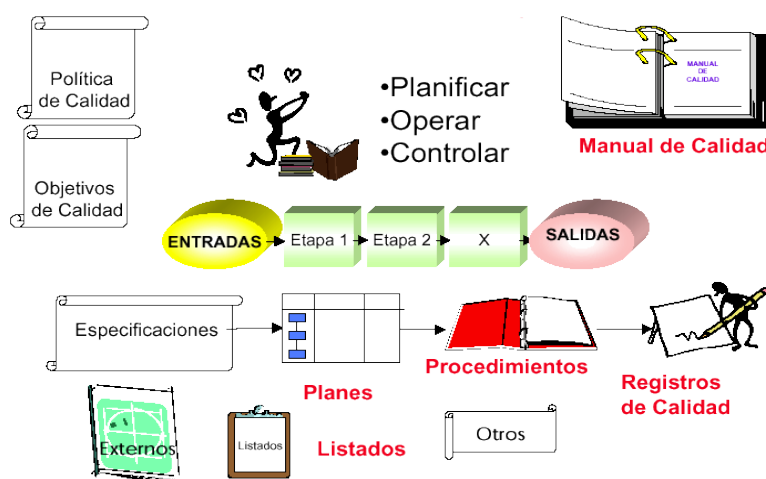 Política
de Calidad
Objetivos
de Calidad
•Planificar
•Operar
•Controlar
MANUAL
DE
CALIDAD
Manual de Calidad
ENTRADAS
Etapa 1
Etapa 2
X
SALIDAS
Especificaciones
Planes
Procedimientos
Registros
de Calidad
Externos
Listados
Listados
Otros